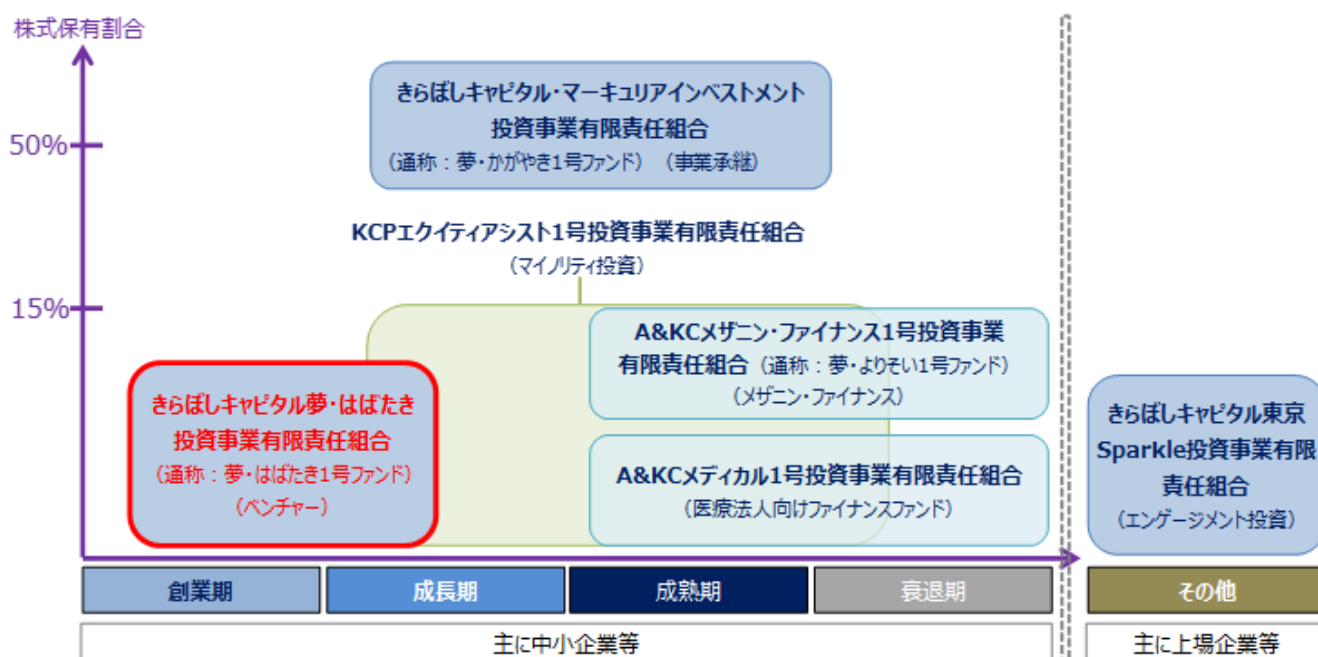 株式保有割合
きらぼしキャピタル・マーキュリアインベストメント
投資事業有限責任組合
（通称：夢・かがやき1号ファンド）（事業承継）
50%
KCPエクイティアシスト1号投資事業有限責任組合
（マイノリティ投資）
15%
A&KCメザニン・ファイナンス1号投資事業
有限責任組合（通称：夢・よりそい1号ファンド）
（メザニン・ファイナンス）
きらぼしキャピタル夢・はばたき
投資事業有限責任組合
（通称：夢・はばたき1号ファンド）
（ベンチャー）
A&KCメディカル1号投資事業有限責任組合
（医療法人向けファイナンスファンド）
きらぼしキャピタル東京
Sparkle投資事業有限
責任組合
（エンゲージメント投資）
創業期
成長期
成熟期
衰退期
その他
主に中小企業等
主に上場企業等